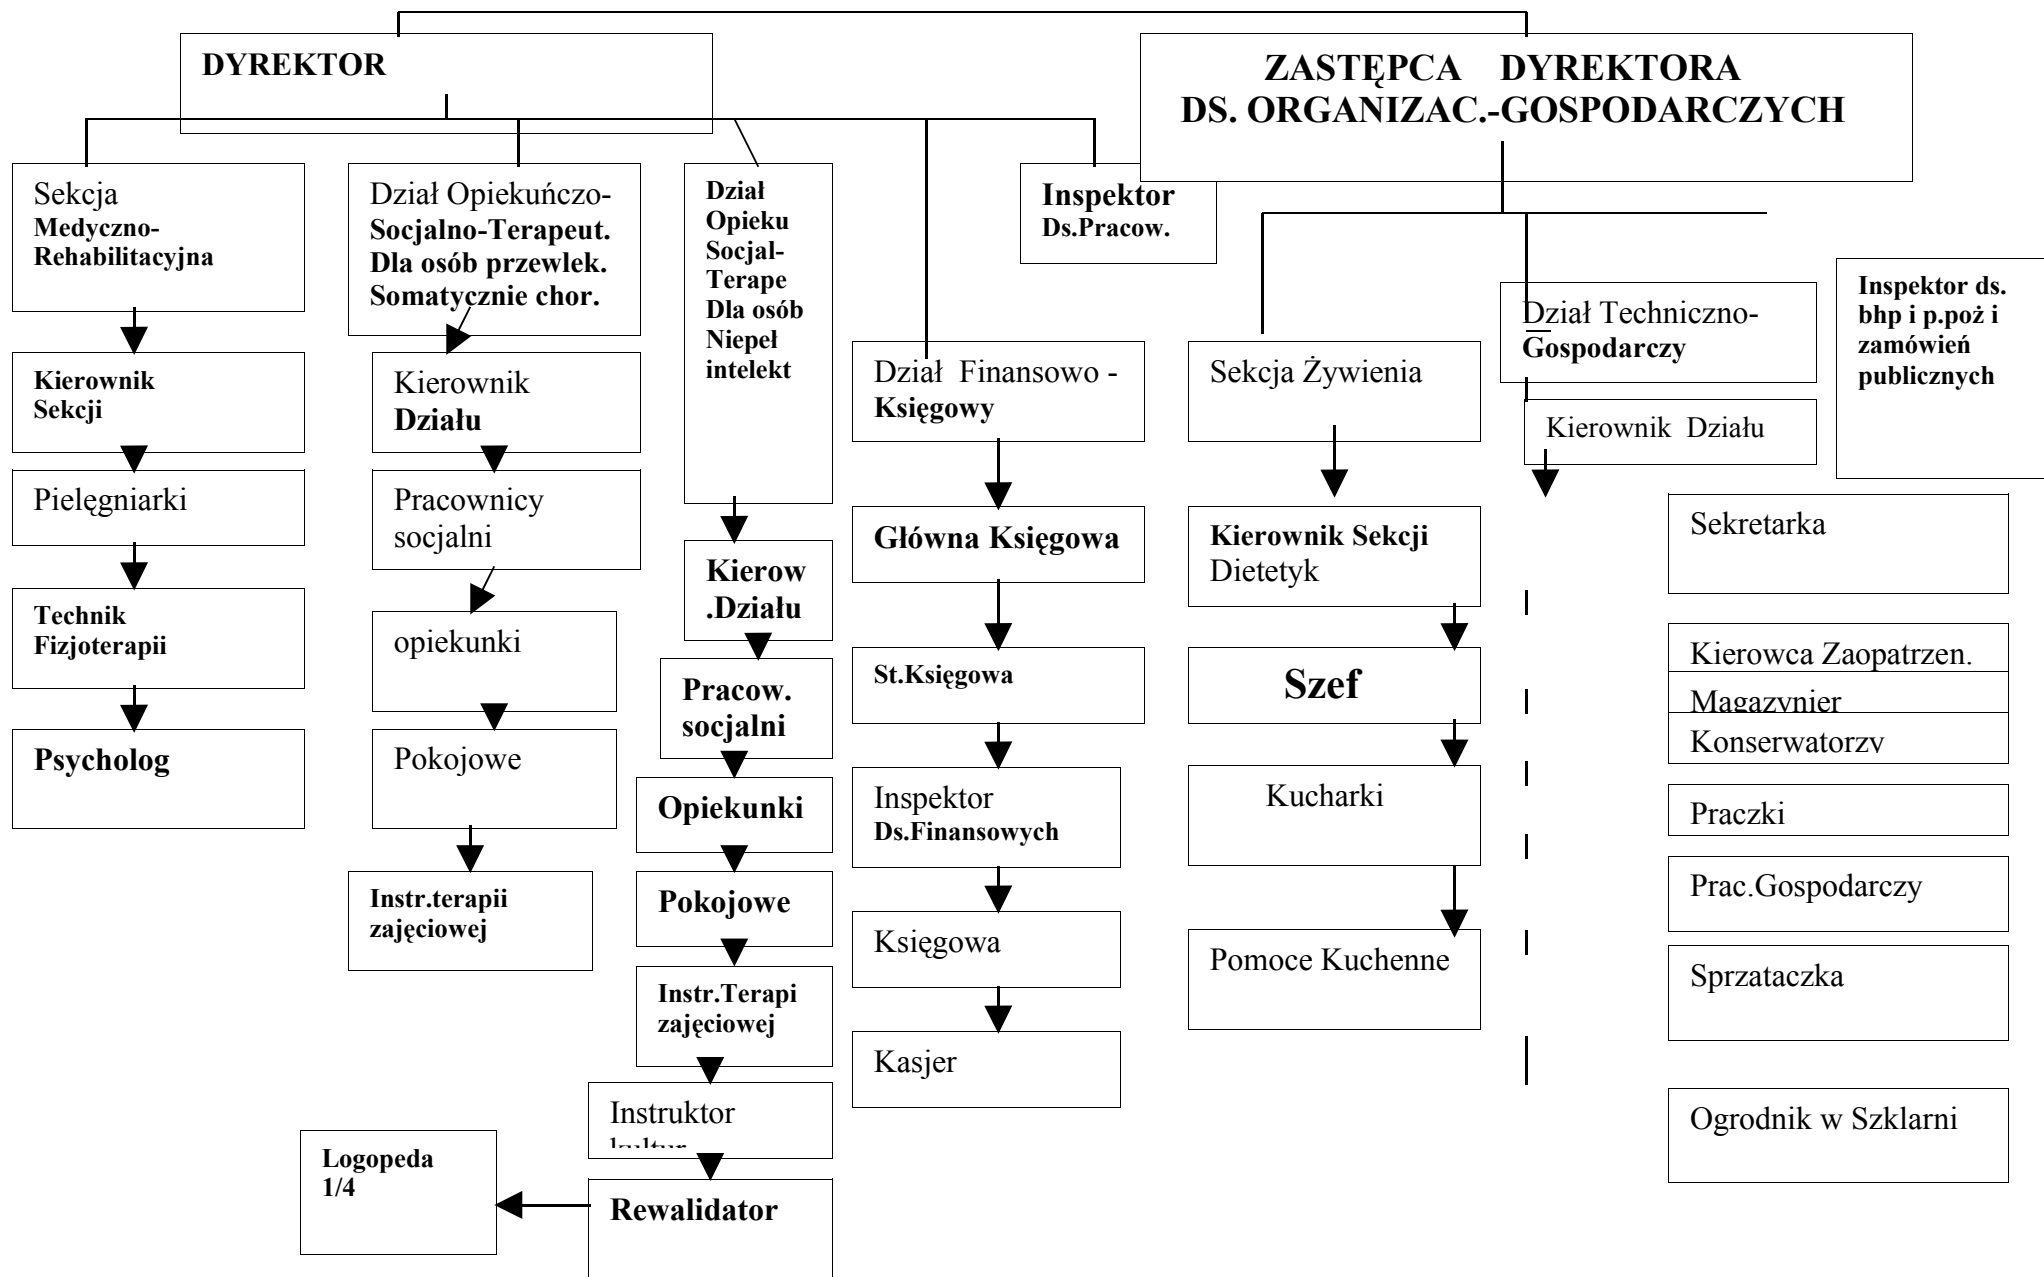 DYREKTOR
ZASTĘPCA DYREKTORA
DS. ORGANIZAC.-GOSPODARCZYCH
Sekcja
Medyczno-
Rehabilitacyjna
Kierownik
Sekcji
Pielęgniarki
Technik
Fizjoterapii
Psycholog
Dział Opiekuńczo-
Socjalno-Terapeut.
Dla osób przewlek.
Somatycznie chor.
Kierownik
Działu
Pracownicy
socjalni
opiekunki
Pokojowe
Instr.terapii
zajęciowej
Dział
Opieku
Socjal-
Terape
Dla osób
Niepeł
intelekt
Kierow
.Działu
Pracow.
socjalni
Opiekunki
Pokojowe
Instr.Terapi
zajęciowej
Instruktor
kultur
Rewalidator
Logopeda
1/4
Dział Finansowo -
Księgowy
Główna Księgowa
St.Księgowa
Inspektor
Ds.Finansowych
Księgowa
Kasjer
Inspektor
Ds.Pracow.
Sekcja Żywienia
Kierownik Sekcji
Dietetyk
Szef
Kucharki
Pomoce Kuchenne
Dział Techniczno-
Gospodarczy
Kierownik Działu
Inspektor ds.
bhp i p.poż i
zamówień
publicznych
Sekretarka
Kierowca Zaopatrzen.
Magazynier
Konserwatorzy
Praczki
Prac.Gospodarczy
Sprzataczka
Ogrodnik w Szklarni